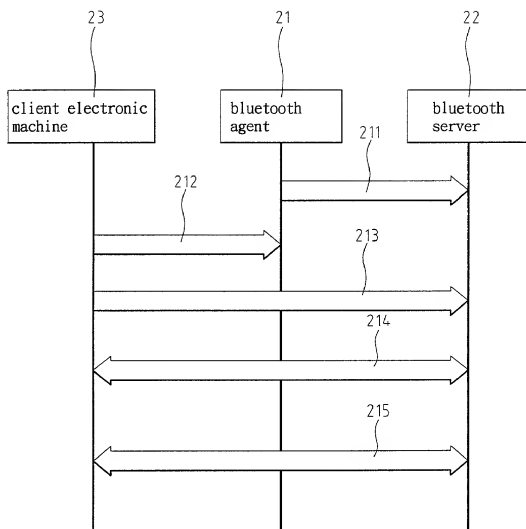 23
21
22
client electronic
machine
bluetooth
agent
bluetooth
server
211
212
213
214
215